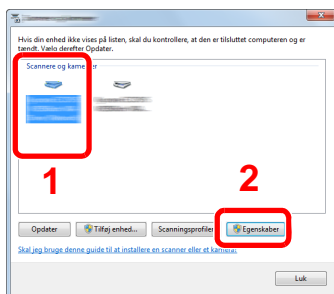 Hvis din enhed ikke vises på listen, skal du kontrollere, at den er tilsluttet computeren og er
tændt. Vælg derefter Opdater.
Scannere og kameraer
1
2
Opdater
Tilføj enhed...
Scanningsprofiler
Egenskaber
Skal jeg bruge denne guide til at installere en scanner eller et kamera?
Luk